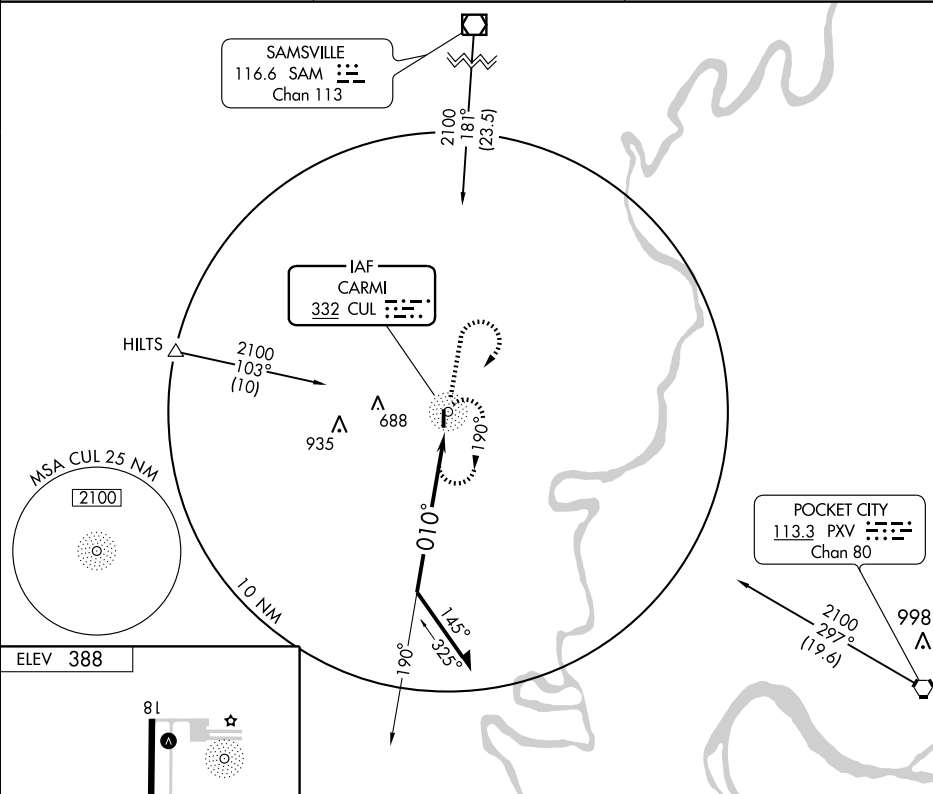 SAMSVILLE
116.6 SAM
Chan 113
2100
181°
(23.5)
IAF
CARMI
332 CUL
HILTS
2100
103°
(10)
688
935
190°
MSA CUL 25 NM
2100
010°
POCKET CITY
113.3 PXV
Chan 80
10 NM
145°
325°
190°
2100
297°
(19.6)
998
ELEV 388
18